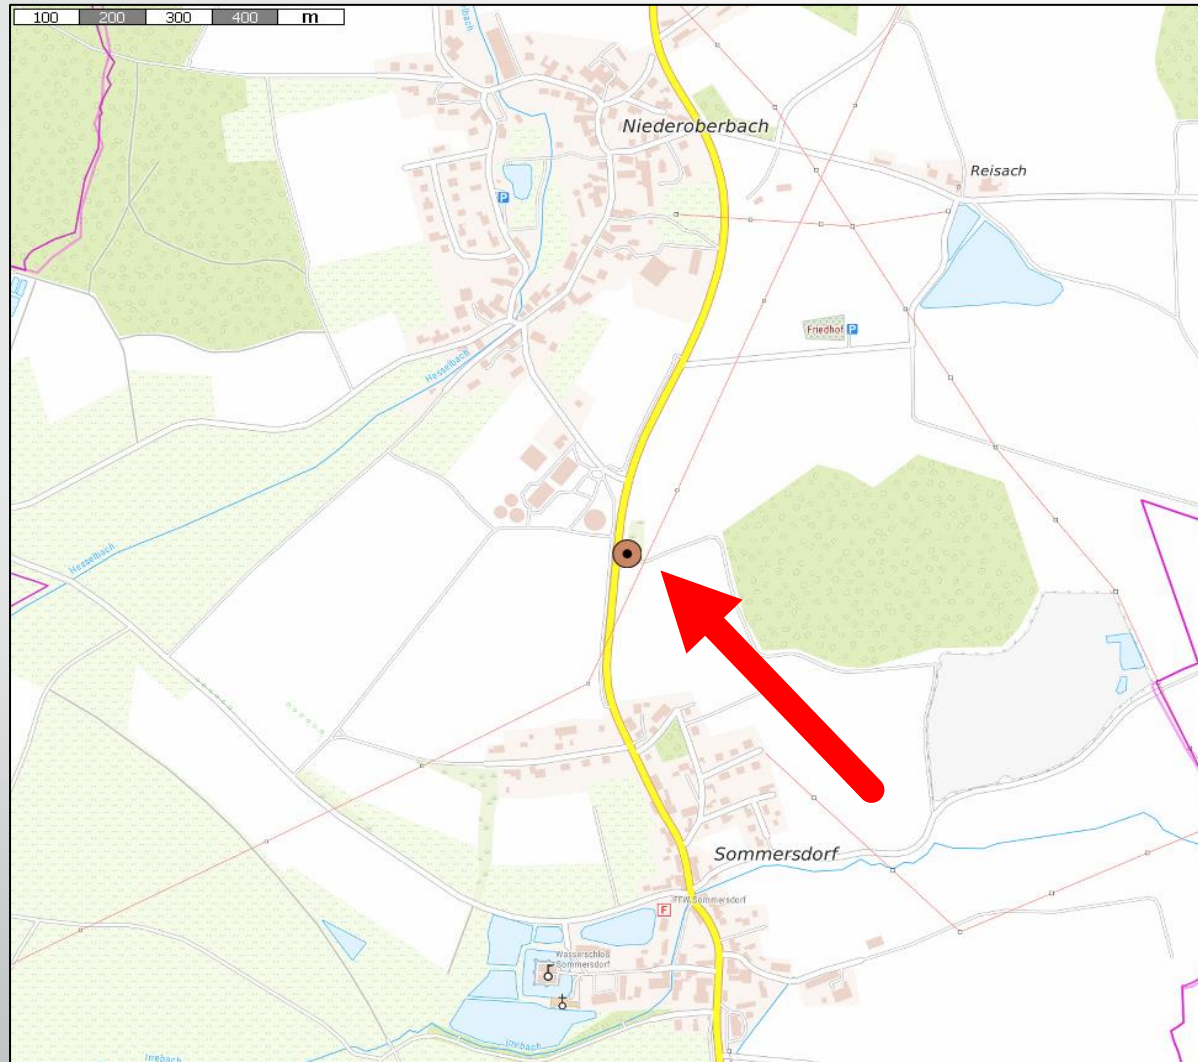 100 200 300 400 m
Niederoberbach
Reisach
P
Friedhof P
Hesselbach
Hesselbach
Sommersdorf
FFW Sommersdorf
F
Wasserschloß
Sommersdorf